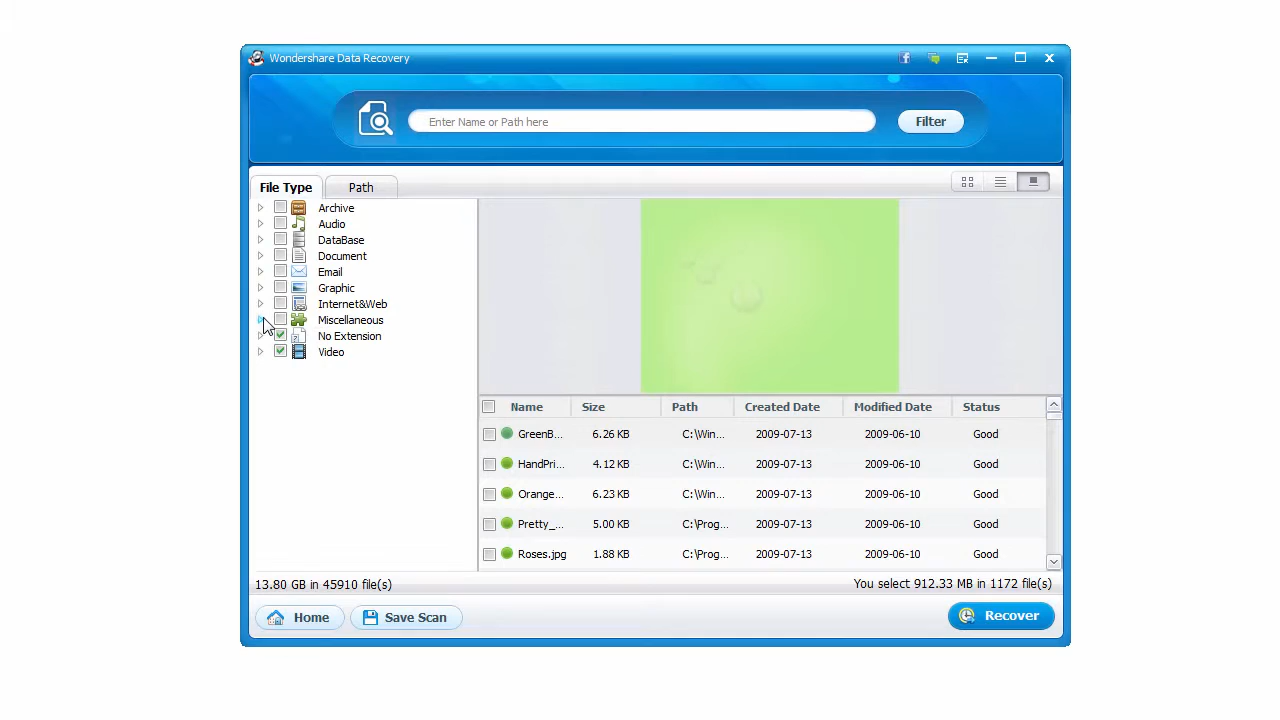 Wondershare Data Recovery
Enter Name or Path here
Filter
File Type
Path
Archive
Audio
DataBase
Document
Email
Graphic
Internet&Web
Miscellaneous
No Extension
Video
Name Size Path Created Date Modified Date Status
GreenB... 6.26 KB C:\Win... 2009-07-13 2009-06-10 Good
HandPri... 4.12 KB C:\Win... 2009-07-13 2009-06-10 Good
Orange... 6.23 KB C:\Win... 2009-07-13 2009-06-10 Good
Pretty_... 5.00 KB C:\Prog... 2009-07-13 2009-06-10 Good
Roses.jpg 1.88 KB C:\Prog... 2009-07-13 2009-06-10 Good
13.80 GB in 45910 file(s)
You select 912.33 MB in 1172 file(s)
Home
Save Scan
Recover